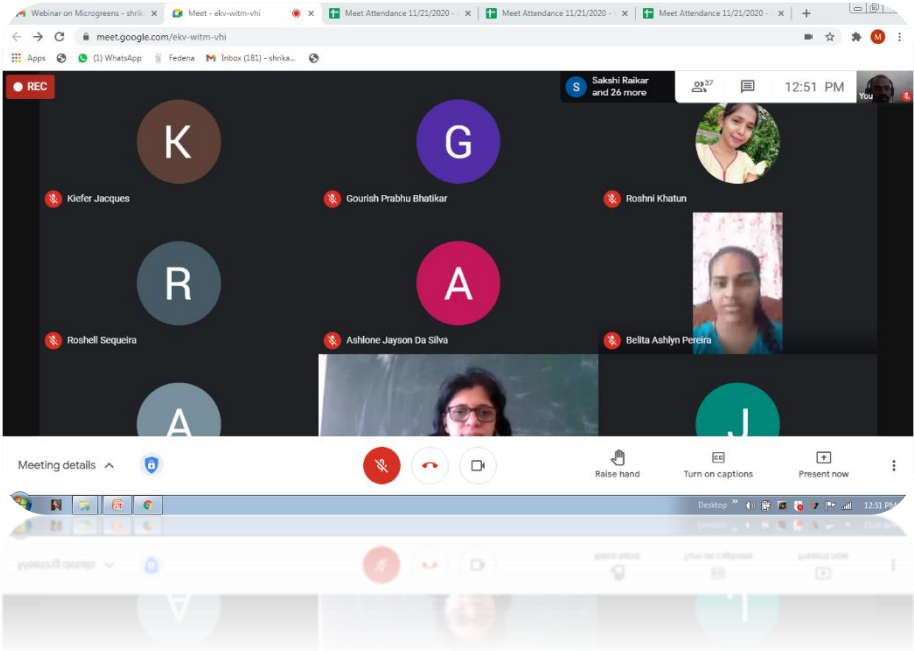 Webinar on Microgreens - shrik
Meet - ekv-witm-vhi
Meet Attendance 11/21/2020 -
Meet Attendance 11/21/2020 -
Meet Attendance 11/21/2020 -
meet.google.com/ekv-witm-vhi
M
Apps
(1) WhatsApp
Fedena
Inbox (181) - shrika...
REC
S
Sakshi Raikar
and 26 more
37
12:51 PM
You
K
G
Kiefer Jacques
Gourish Prabhu Bhatikar
Roshni Khatun
R
A
Roshell Sequeira
Ashlone Jayson Da Silva
Belita Ashlyn Pereira
A
J
Meeting details
Raise hand
CC
Turn on captions
Present now
Desktop
12:51 PM